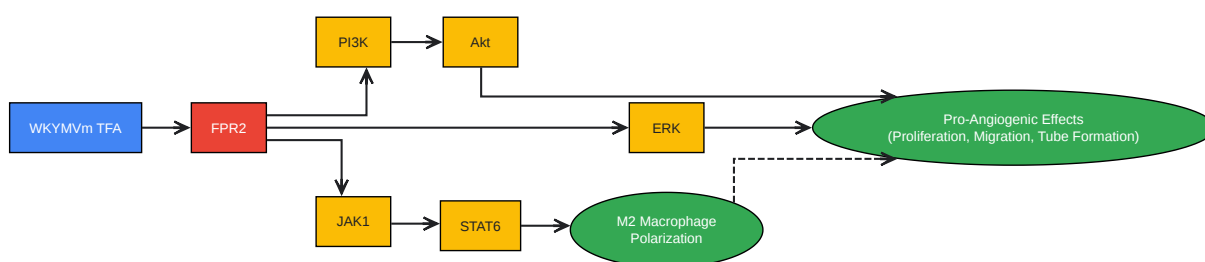 PI3K
Akt
WKYMVm TFA
FPR2
ERK
Pro-Angiogenic Effects
(Proliferation, Migration, Tube Formation)
JAK1
STAT6
M2 Macrophage
Polarization